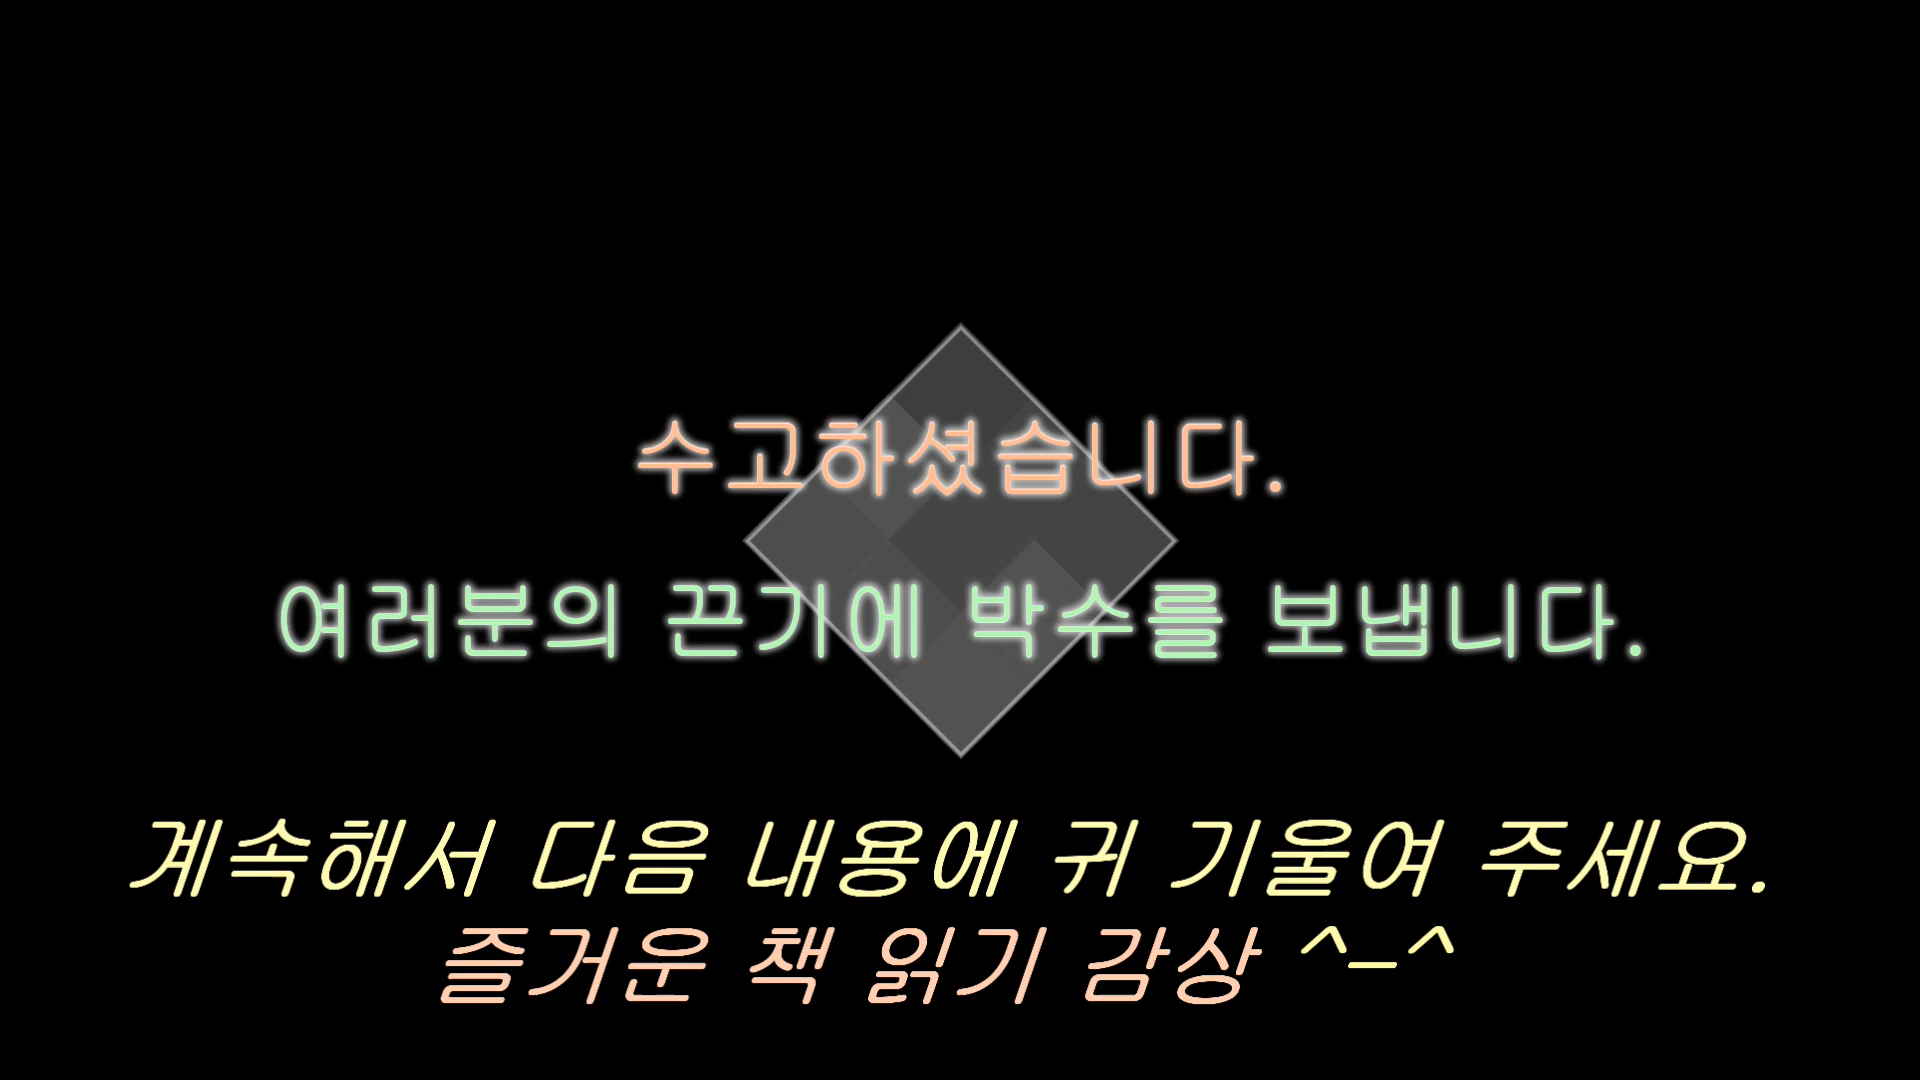 수고하셨습니다.
여러분의 끈기에 박수를 보냅니다.
계속해서 다음 내용에 귀 기울여 주세요.
즐거운 책 읽기 감상 ^_^